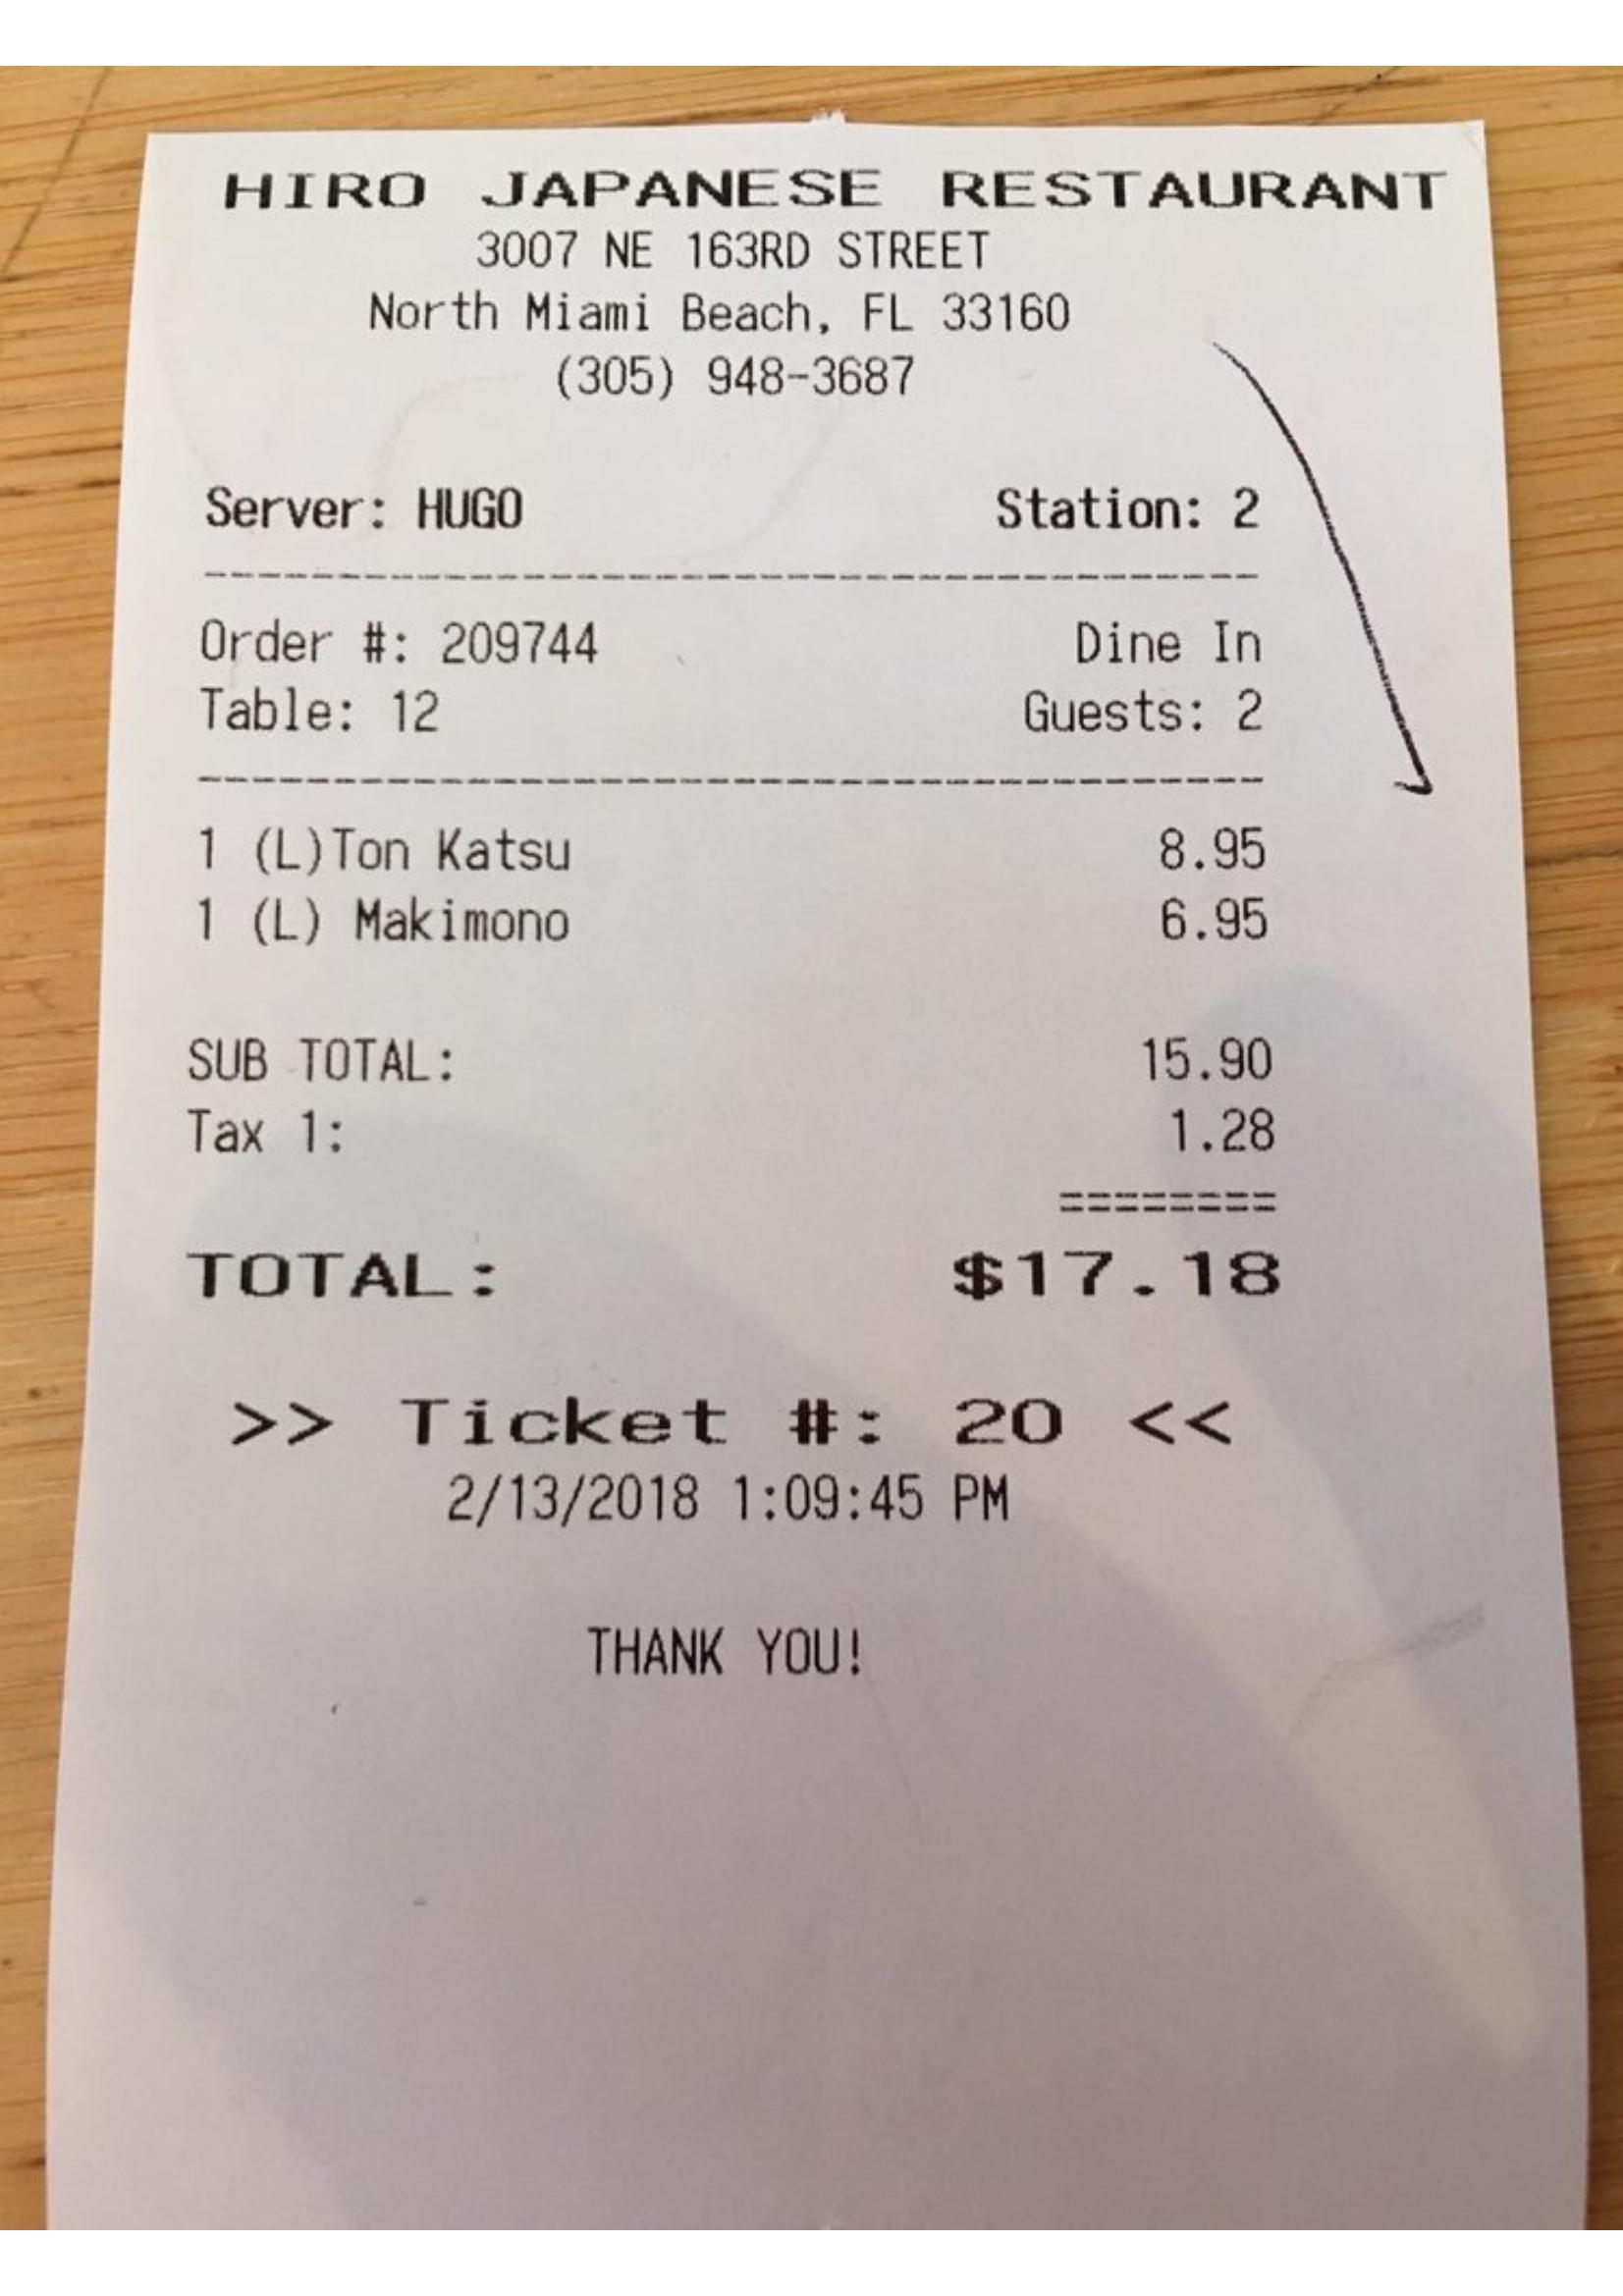 HIRO JAPANESE RESTAURANT
3007 NE 163RD STREET
North Miami Beach, FL 33160
(305) 948-3687
Server: HUGO Station: 2
Order #: 209744 Dine In
Table: 12 Guests: 2
1 (L)Ton Katsu 8.95
1 (L) Makimono 6.95
SUB TOTAL: 15.90
Tax 1: 1.28
========
TOTAL: $17.18
>> Ticket #: 20 <<
2/13/2018 1:09:45 PM
THANK YOU!